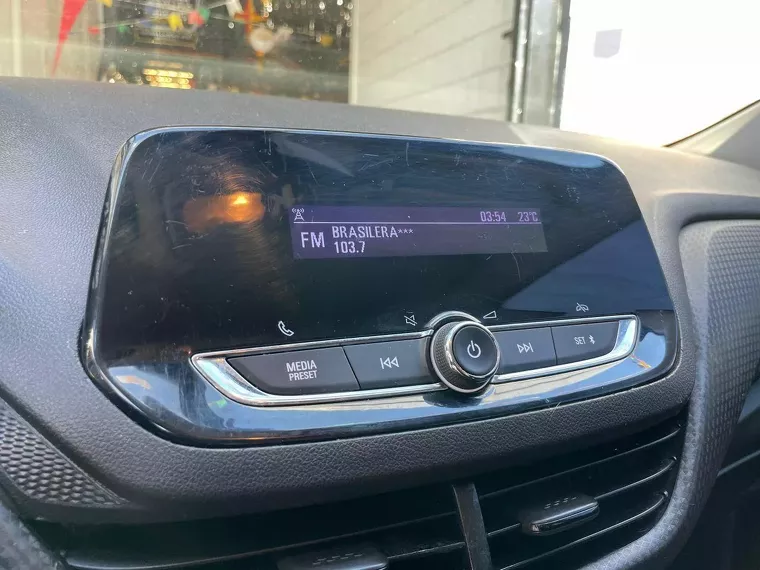 03:54 23°C
FM BRASILERA***
103.7
MEDIA
PRESET
SET